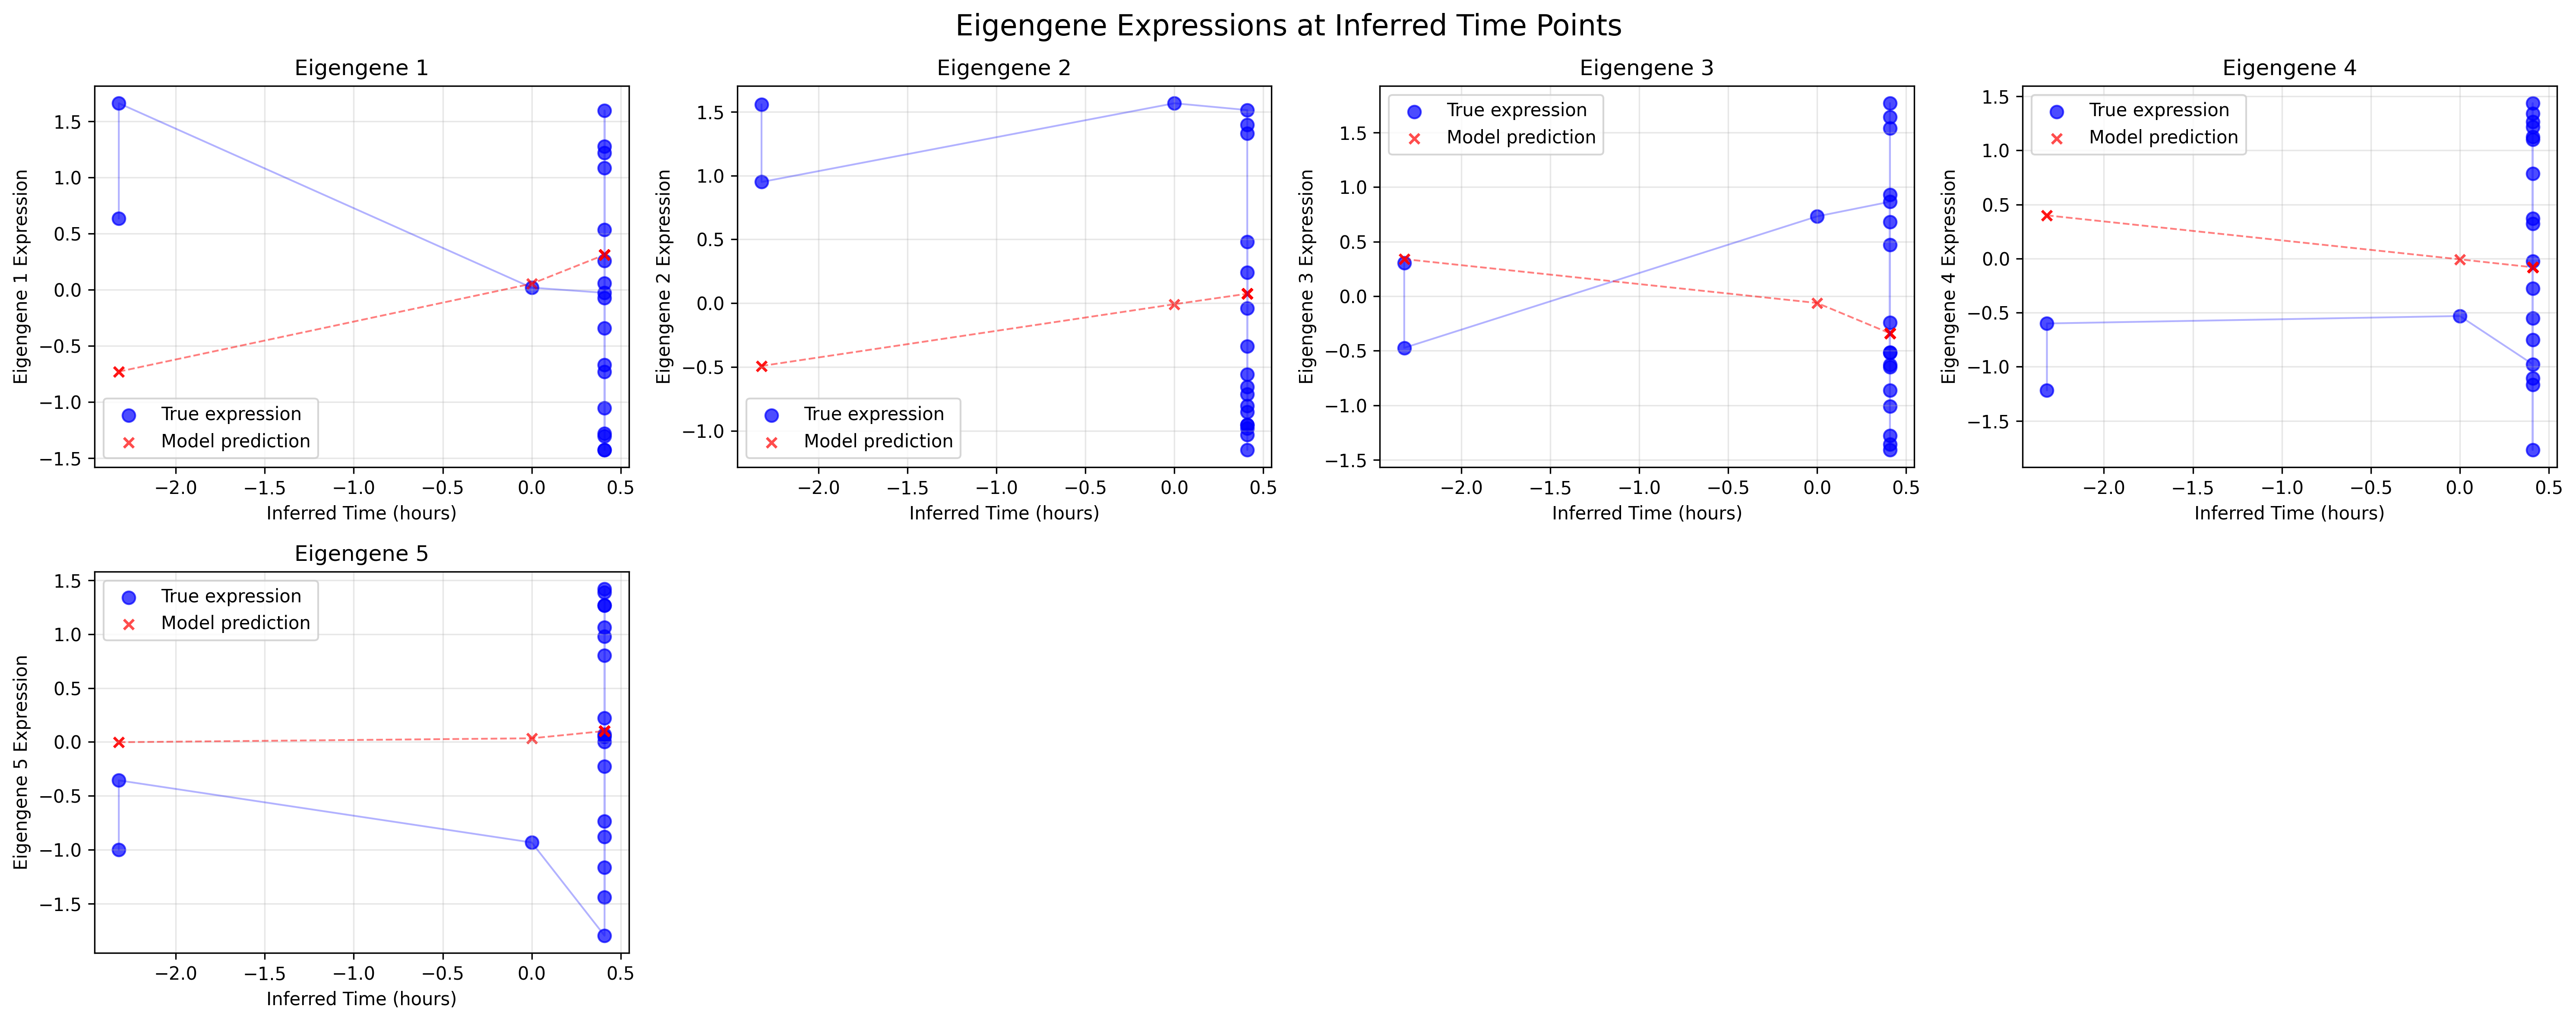 Eigengene Expressions at Inferred Time Points
Eigengene 1
Eigengene 1 Expression
1.5
1.0
0.5
0.0
−0.5
−1.0
−1.5
True expression
Model prediction
−2.0 −1.5 −1.0 −0.5 0.0 0.5
Inferred Time (hours)
Eigengene 2
Eigengene 2 Expression
1.5
1.0
0.5
0.0
−0.5
−1.0
True expression
Model prediction
−2.0 −1.5 −1.0 −0.5 0.0 0.5
Inferred Time (hours)
Eigengene 3
Eigengene 3 Expression
1.5
1.0
0.5
0.0
−0.5
−1.0
−1.5
True expression
Model prediction
−2.0 −1.5 −1.0 −0.5 0.0 0.5
Inferred Time (hours)
Eigengene 4
Eigengene 4 Expression
1.5
1.0
0.5
0.0
−0.5
−1.0
−1.5
True expression
Model prediction
−2.0 −1.5 −1.0 −0.5 0.0 0.5
Inferred Time (hours)
Eigengene 5
Eigengene 5 Expression
1.5
1.0
0.5
0.0
−0.5
−1.0
−1.5
True expression
Model prediction
−2.0 −1.5 −1.0 −0.5 0.0 0.5
Inferred Time (hours)